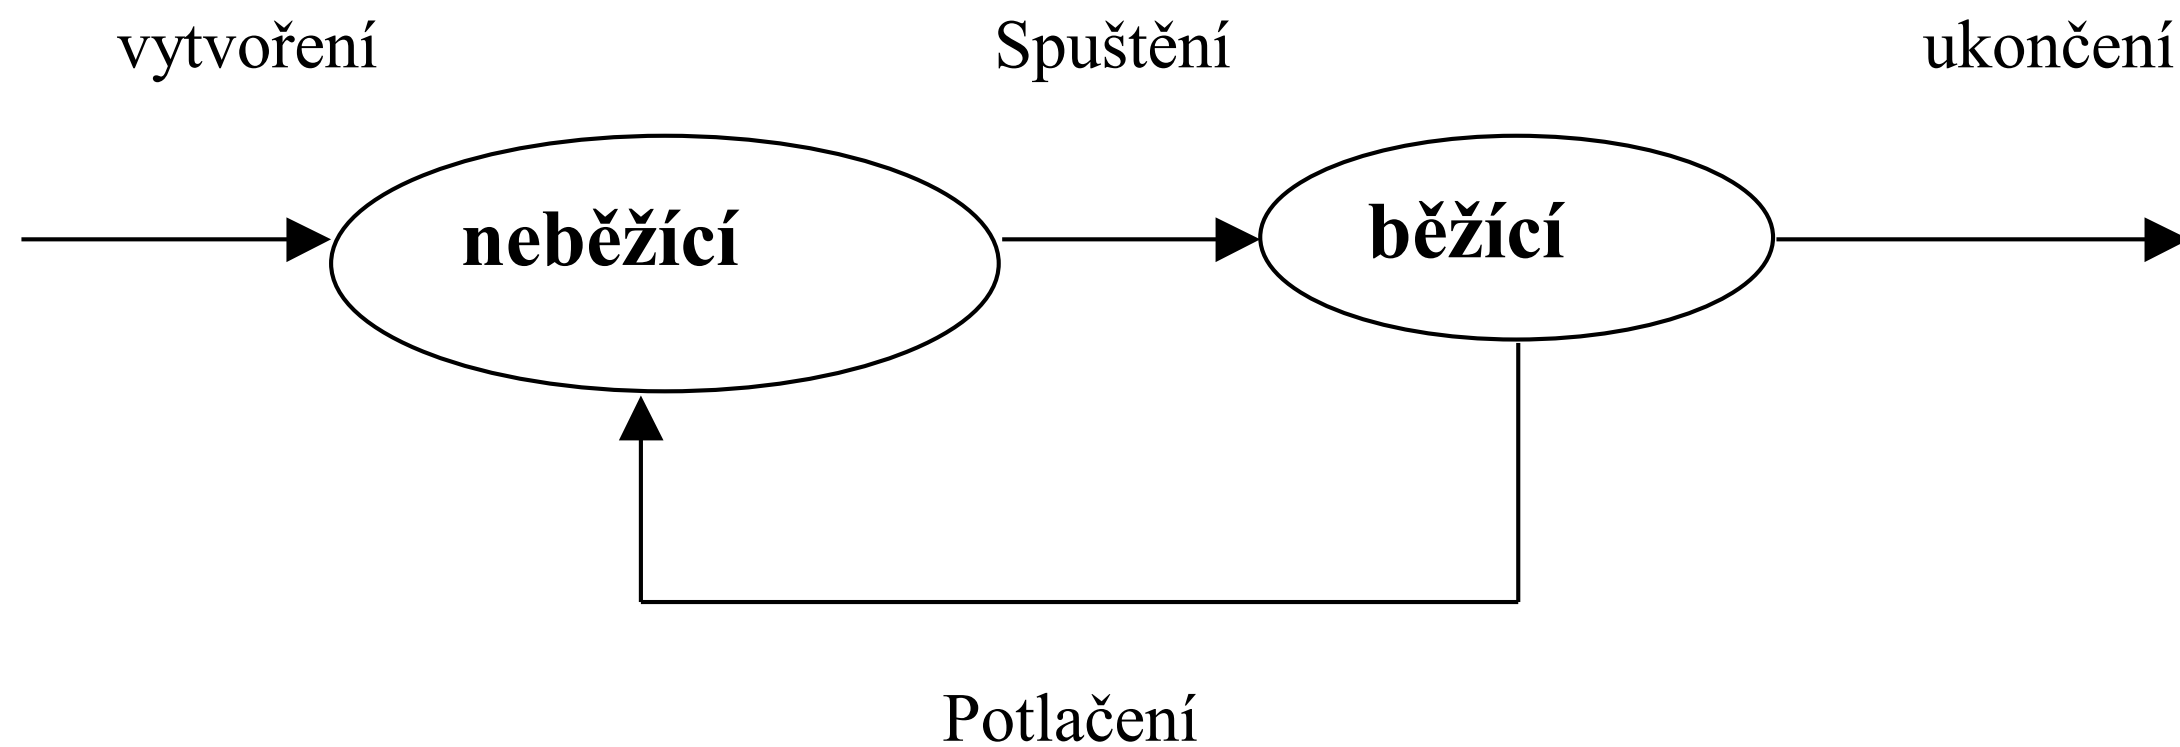 vytvoření
Spuštění
ukončení
neběžící
běžící
Potlačení